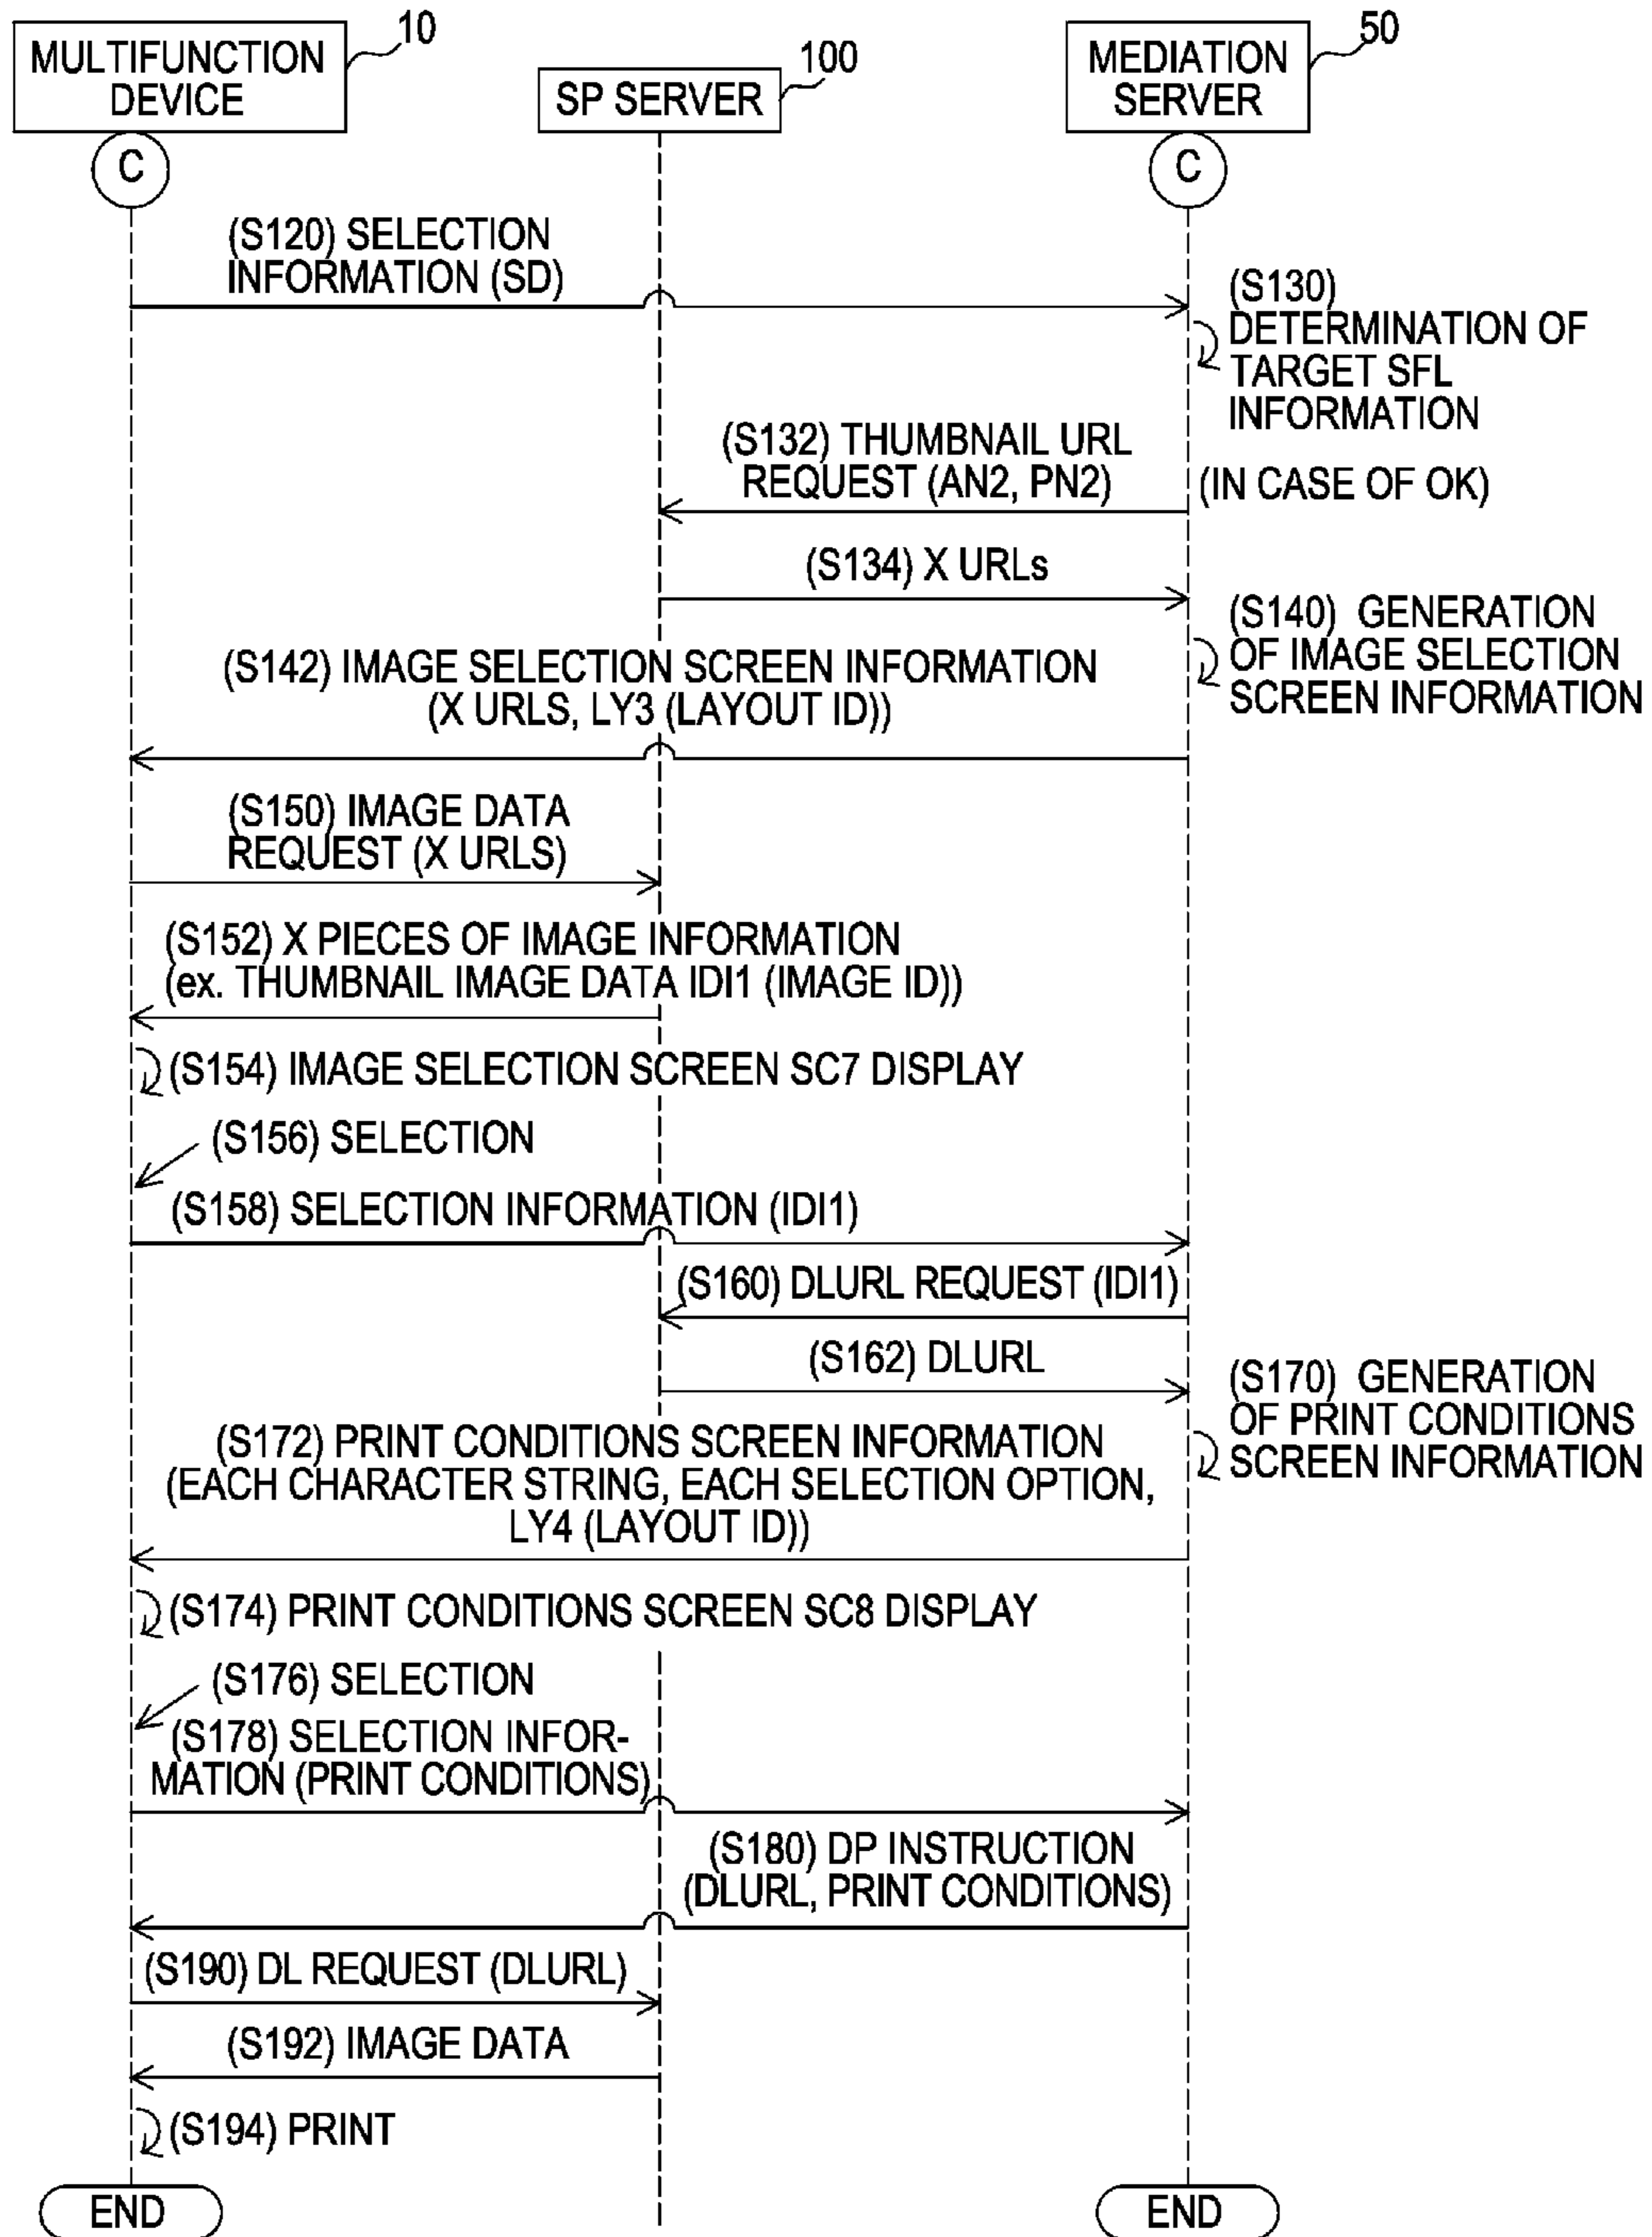 10
MULTIFUNCTION
DEVICE
100
SP SERVER
50
MEDIATION
SERVER
C
C
(S120) SELECTION
INFORMATION (SD)
(S130)
DETERMINATION OF
TARGET SFL
INFORMATION
(S132) THUMBNAIL URL
REQUEST (AN2, PN2)
(IN CASE OF OK)
(S134) X URLs
(S140) GENERATION
OF IMAGE SELECTION
SCREEN INFORMATION
(S142) IMAGE SELECTION SCREEN INFORMATION
(X URLS, LY3 (LAYOUT ID))
(S150) IMAGE DATA
REQUEST (X URLS)
(S152) X PIECES OF IMAGE INFORMATION
(ex. THUMBNAIL IMAGE DATA IDI1 (IMAGE ID))
(S154) IMAGE SELECTION SCREEN SC7 DISPLAY
(S156) SELECTION
(S158) SELECTION INFORMATION (IDI1)
(S160) DLURL REQUEST (IDI1)
(S162) DLURL
(S170) GENERATION
OF PRINT CONDITIONS
SCREEN INFORMATION
(S172) PRINT CONDITIONS SCREEN INFORMATION
(EACH CHARACTER STRING, EACH SELECTION OPTION,
LY4 (LAYOUT ID))
(S174) PRINT CONDITIONS SCREEN SC8 DISPLAY
(S176) SELECTION
(S178) SELECTION INFOR-
MATION (PRINT CONDITIONS)
(S180) DP INSTRUCTION
(DLURL, PRINT CONDITIONS)
(S190) DL REQUEST (DLURL)
(S192) IMAGE DATA
(S194) PRINT
END
END